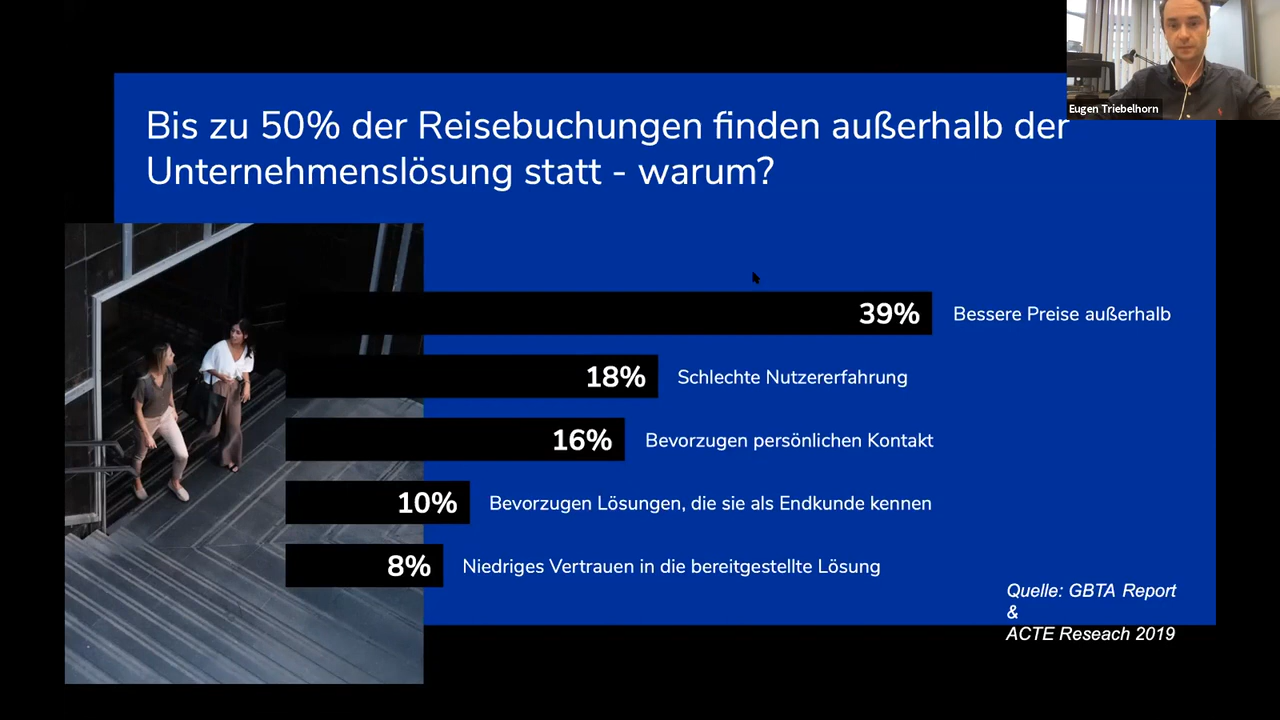 Eugen Triebelhorn
Bis zu 50% der Reisebuchungen finden außerhalb der
Unternehmenslösung statt - warum?
39% Bessere Preise außerhalb
18% Schlechte Nutzererfahrung
16% Bevorzugen persönlichen Kontakt
10% Bevorzugen Lösungen, die sie als Endkunde kennen
8% Niedriges Vertrauen in die bereitgestellte Lösung
Quelle: GBTA Report
&
ACTE Reseach 2019